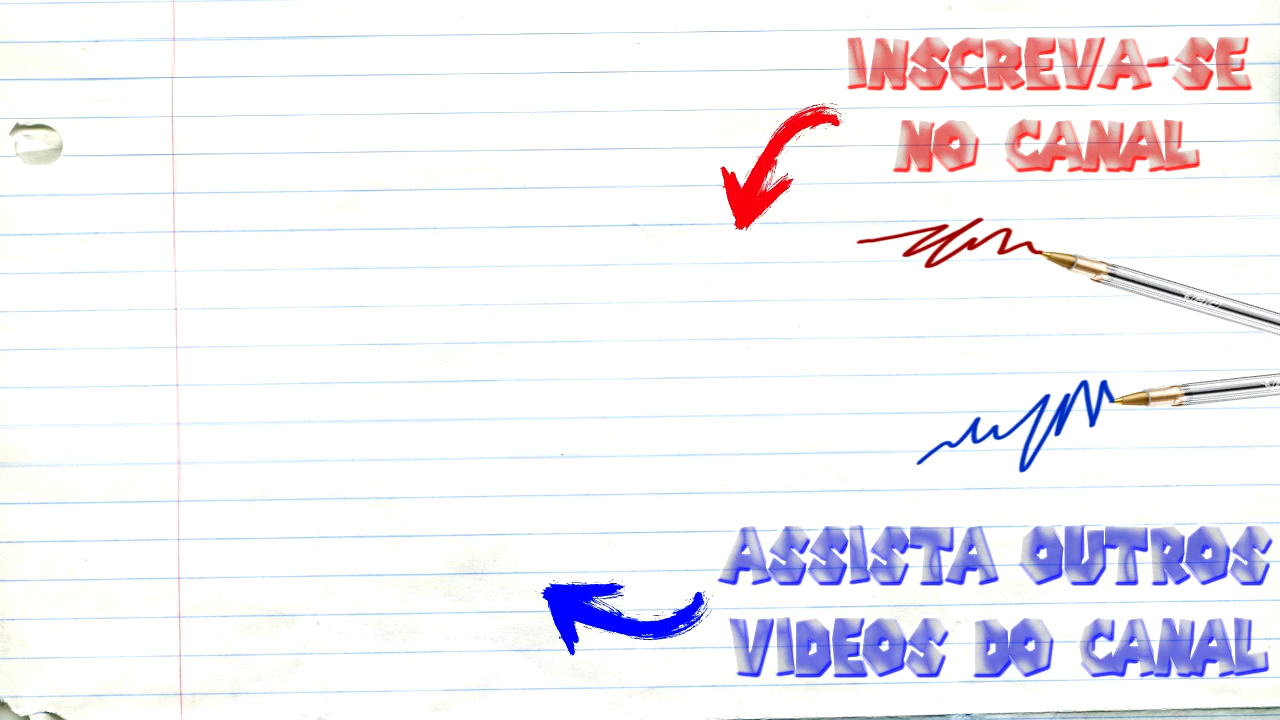 INSCREVA-SE
NO CANAL
ASSISTA OUTROS
VIDEOS DO CANAL